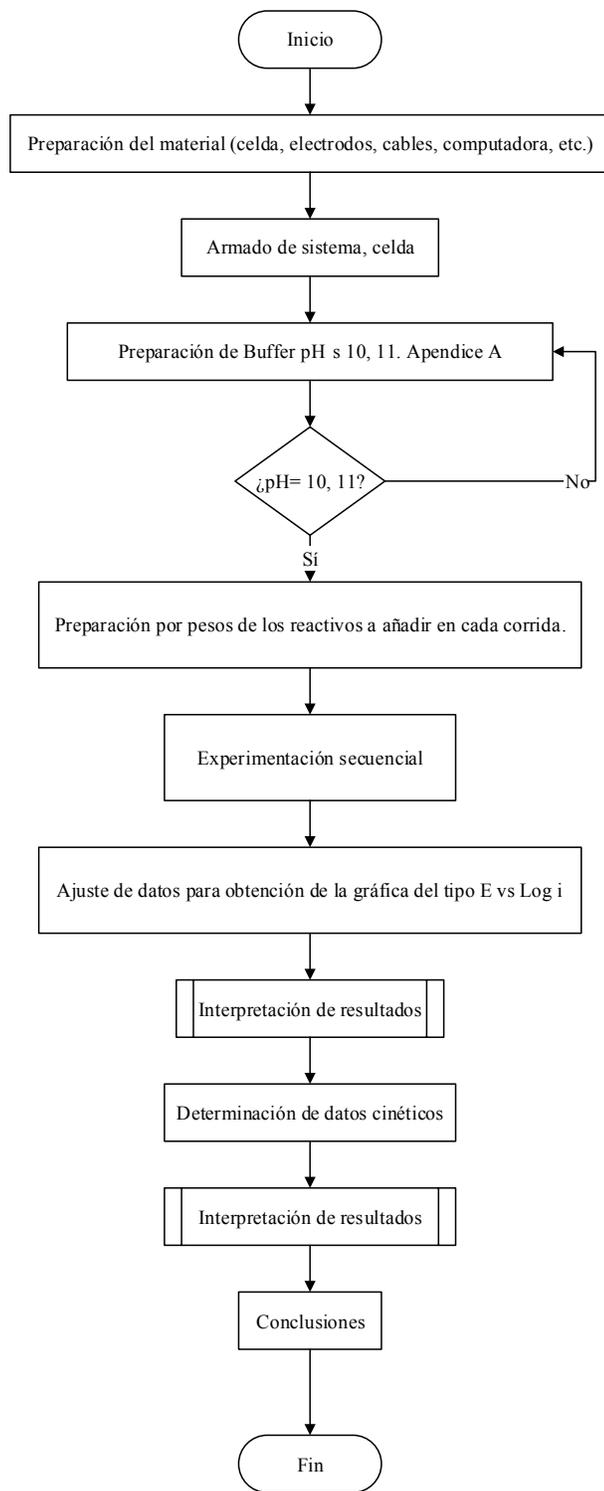 Inicio
Preparación del material (celda, electrodos, cables, computadora, etc.)
Armado de sistema, celda
Preparación de Buffer pH s 10, 11. Apendice A
¿pH= 10, 11?
No
Sí
Preparación por pesos de los reactivos a añadir en cada corrida.
Experimentación secuencial
Ajuste de datos para obtención de la gráfica del tipo E vs Log i
Interpretación de resultados
Determinación de datos cinéticos
Interpretación de resultados
Conclusiones
Fin